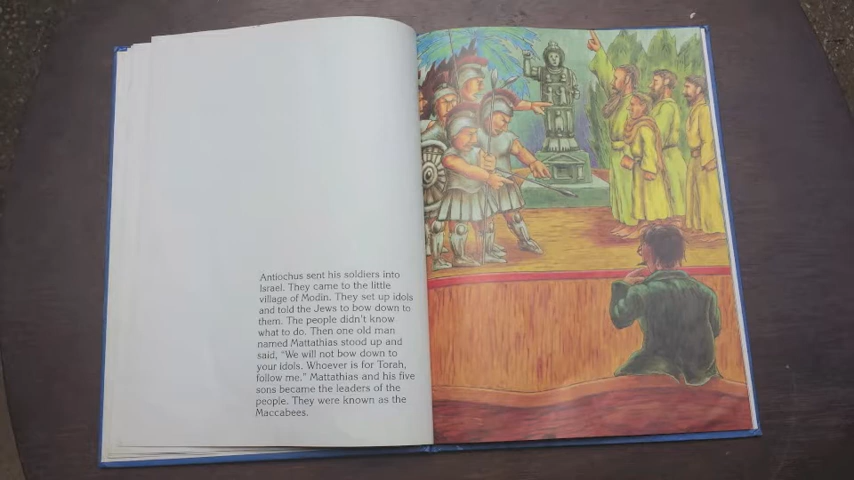 Antiochus sent his soldiers into
Israel. They came to the little
village of Modin. They set up idols
and told the Jews to bow down to
them. The people didn't know
what to do. Then one old man
named Mattathias stood up and
said, "We will not bow down to
your idols. Whoever is for Torah,
follow me." Mattathias and his five
sons became the leaders of the
people. They were known as the
Maccabees.